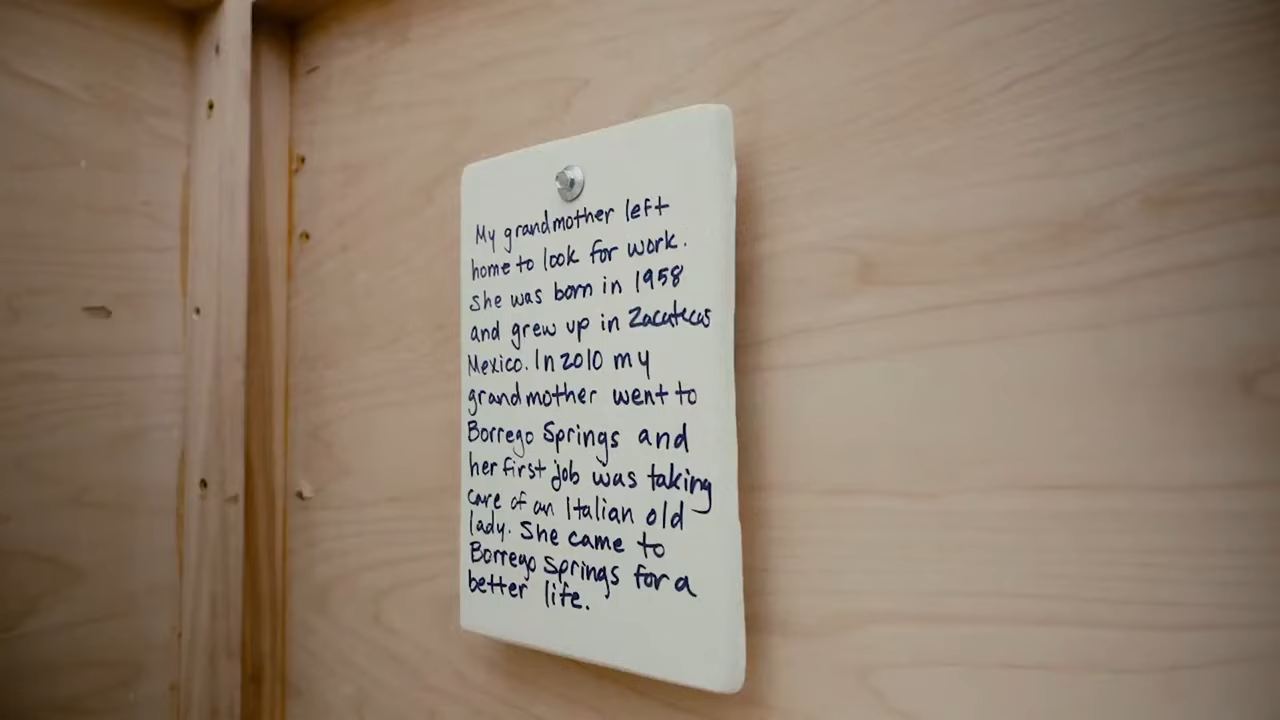 My grandmother left
home to look for work.
She was born in 1958
and grew up in Zacatecas
Mexico. In 2010 my
grandmother went to
Borrego Springs and
her first job was taking
care of an Italian old
lady. She came to
Borrego Springs for a
better life.